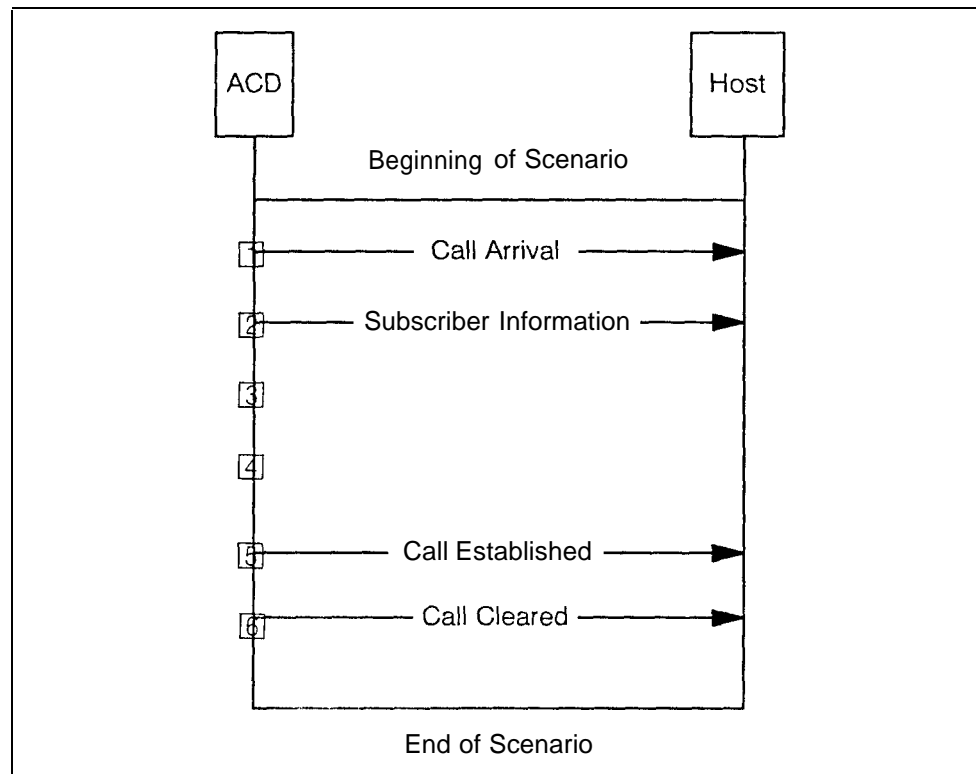 ACD
Host
Beginning of Scenario
1
Call Arrival
2
Subscriber Information
3
4
5
Call Established
6
Call Cleared
End of Scenario